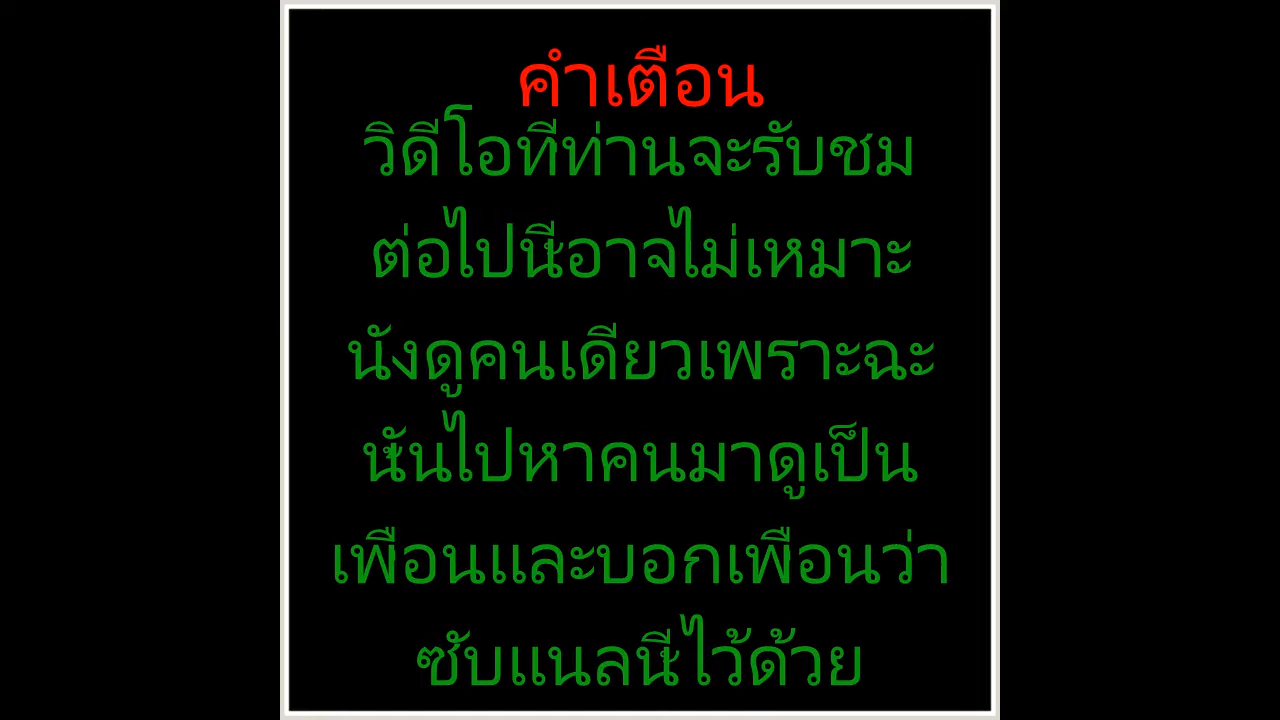 คำเตือน
วิดีโอที่ท่านจะรับชม
ต่อไปนี้อาจไม่เหมาะ
นั่งดูคนเดียวเพราะฉะ
นั้นไปหาคนมาดูเป็น
เพื่อนและบอกเพื่อนว่า
ซับแนลนี้ไว้ด้วย